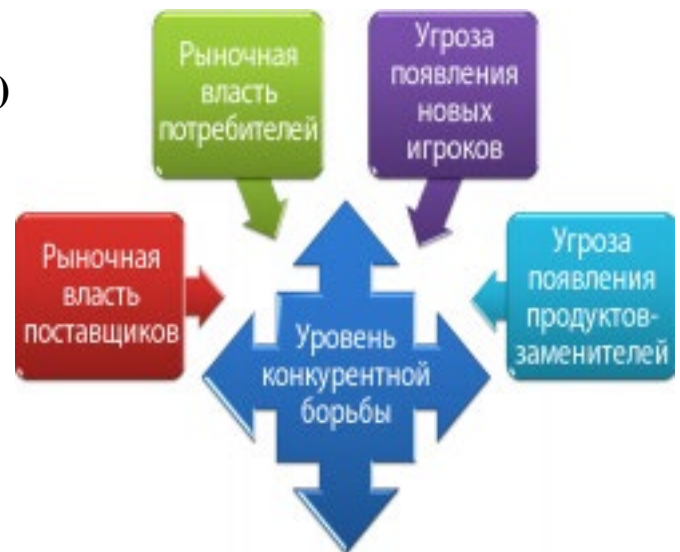 )
Рыночная
власть
потребителей
Угроза
появления
новых
игроков
Рыночная
власть
поставщиков
Угроза
появления
продуктов-
заменителей
Уровень
конкурентной
борьбы